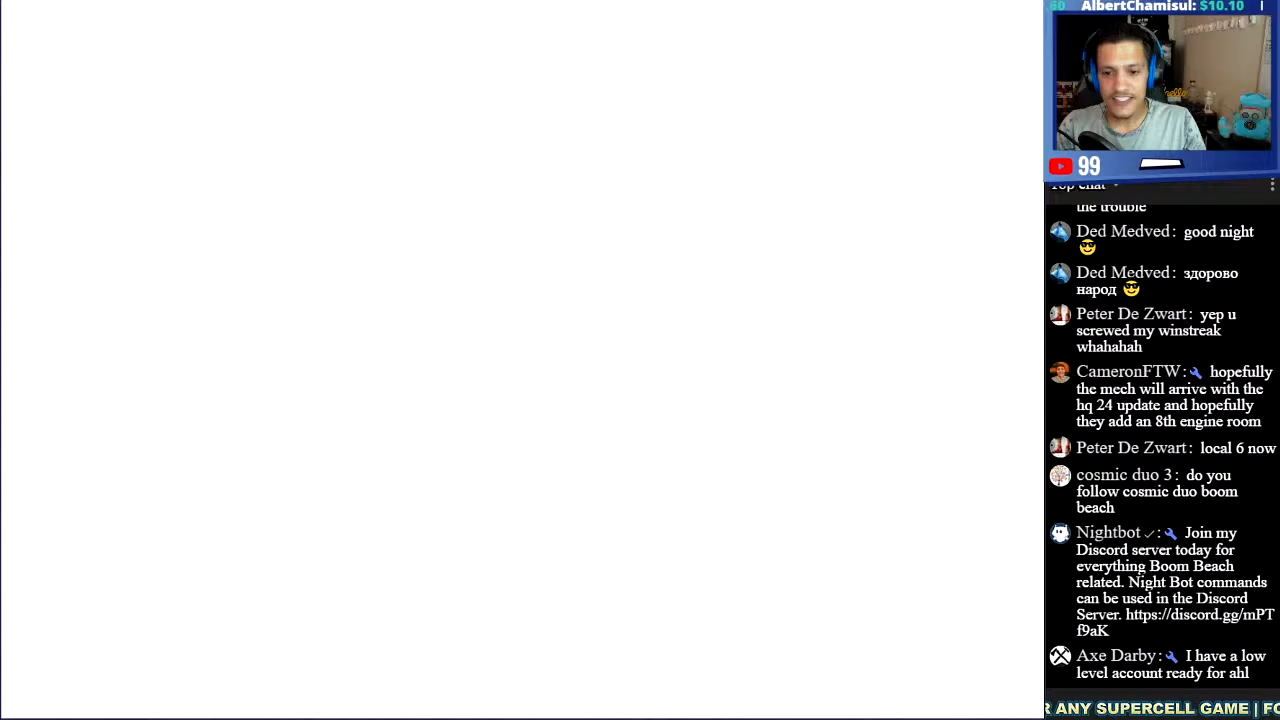 60 AlbertChamisul: $10.10
hello
99
Top chat
the trouble
Ded Medved: good night
😎
Ded Medved: здорово
народ 😎
Peter De Zwart: yep u
screwed my winstreak
whahahah
CameronFTW: hopefully
the mech will arrive with the
hq 24 update and hopefully
they add an 8th engine room
Peter De Zwart: local 6 now
cosmic duo 3: do you
follow cosmic duo boom
beach
Nightbot ✓: Join my
Discord server today for
everything Boom Beach
related. Night Bot commands
can be used in the Discord
Server. https://discord.gg/mPT
f9aK
Axe Darby: I have a low
level account ready for ahl
R ANY SUPERCELL GAME | FO